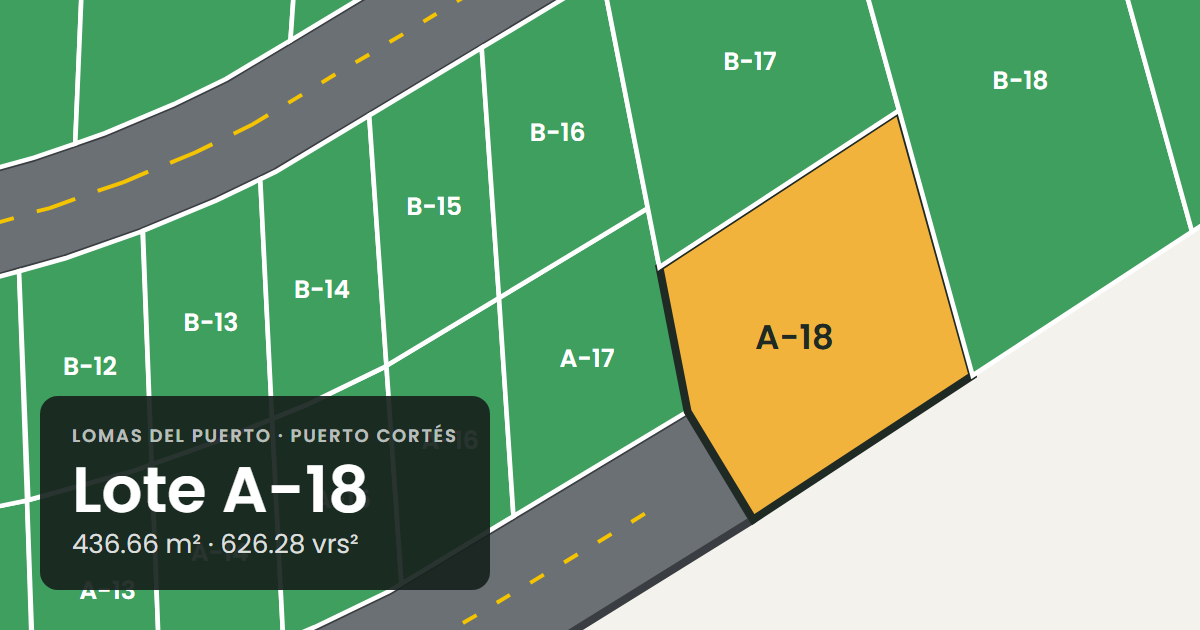 B-17
B-18
B-16
B-15
B-14
B-13
A-18
A-17
B-12
LOMAS DEL PUERTO · PUERTO CORTÉS
Lote A-18
436.66 m² · 626.28 vrs²
A-13